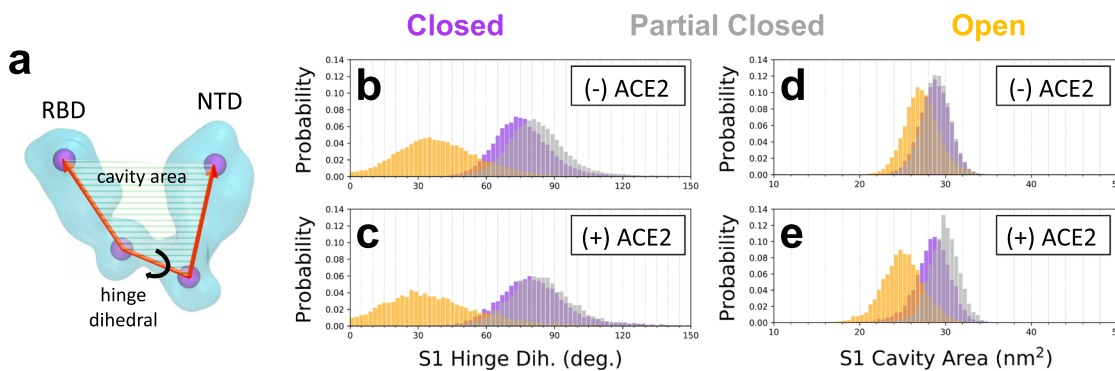 Closed Partial Closed Open
a
RBD
NTD
cavity area
hinge
dihedral
b
(-) ACE2
Probability
0.14
0.12
0.10
0.08
0.06
0.04
0.02
0.00
0 30 60 90 120 150
c
(+) ACE2
Probability
0.14
0.12
0.10
0.08
0.06
0.04
0.02
0.00
0 30 60 90 120 150
S1 Hinge Dih. (deg.)
d
(-) ACE2
Probability
0.14
0.12
0.10
0.08
0.06
0.04
0.02
0.00
10 20 30 40 50
e
(+) ACE2
Probability
0.14
0.12
0.10
0.08
0.06
0.04
0.02
0.00
10 20 30 40 50
S1 Cavity Area (nm²)